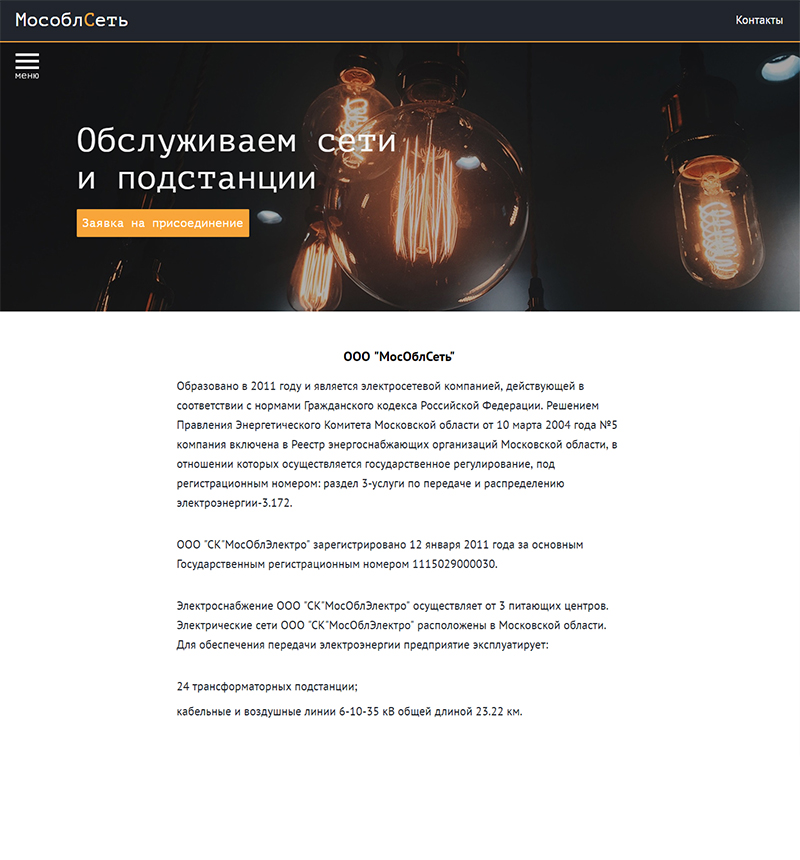 МособлСеть
Контакты
меню
Обслуживаем сети
и подстанции
Заявка на присоединение
ООО "МосОблСеть"
Образовано в 2011 году и является электросетевой компанией, действующей в
соответствии с нормами Гражданского кодекса Российской Федерации. Решением
Правления Энергетического Комитета Московской области от 10 марта 2004 года №5
компания включена в Реестр энергоснабжающих организаций Московской области, в
отношении которых осуществляется государственное регулирование, под
регистрационным номером: раздел 3-услуги по передаче и распределению
электроэнергии-3.172.
ООО "СК"МосОблЭлектро" зарегистрировано 12 января 2011 года за основным
Государственным регистрационным номером 1115029000030.
Электроснабжение ООО "СК"МосОблЭлектро" осуществляет от 3 питающих центров.
Электрические сети ООО "СК"МосОблЭлектро" расположены в Московской области.
Для обеспечения передачи электроэнергии предприятие эксплуатирует:
24 трансформаторных подстанции;
кабельные и воздушные линии 6-10-35 кВ общей длиной 23.22 км.